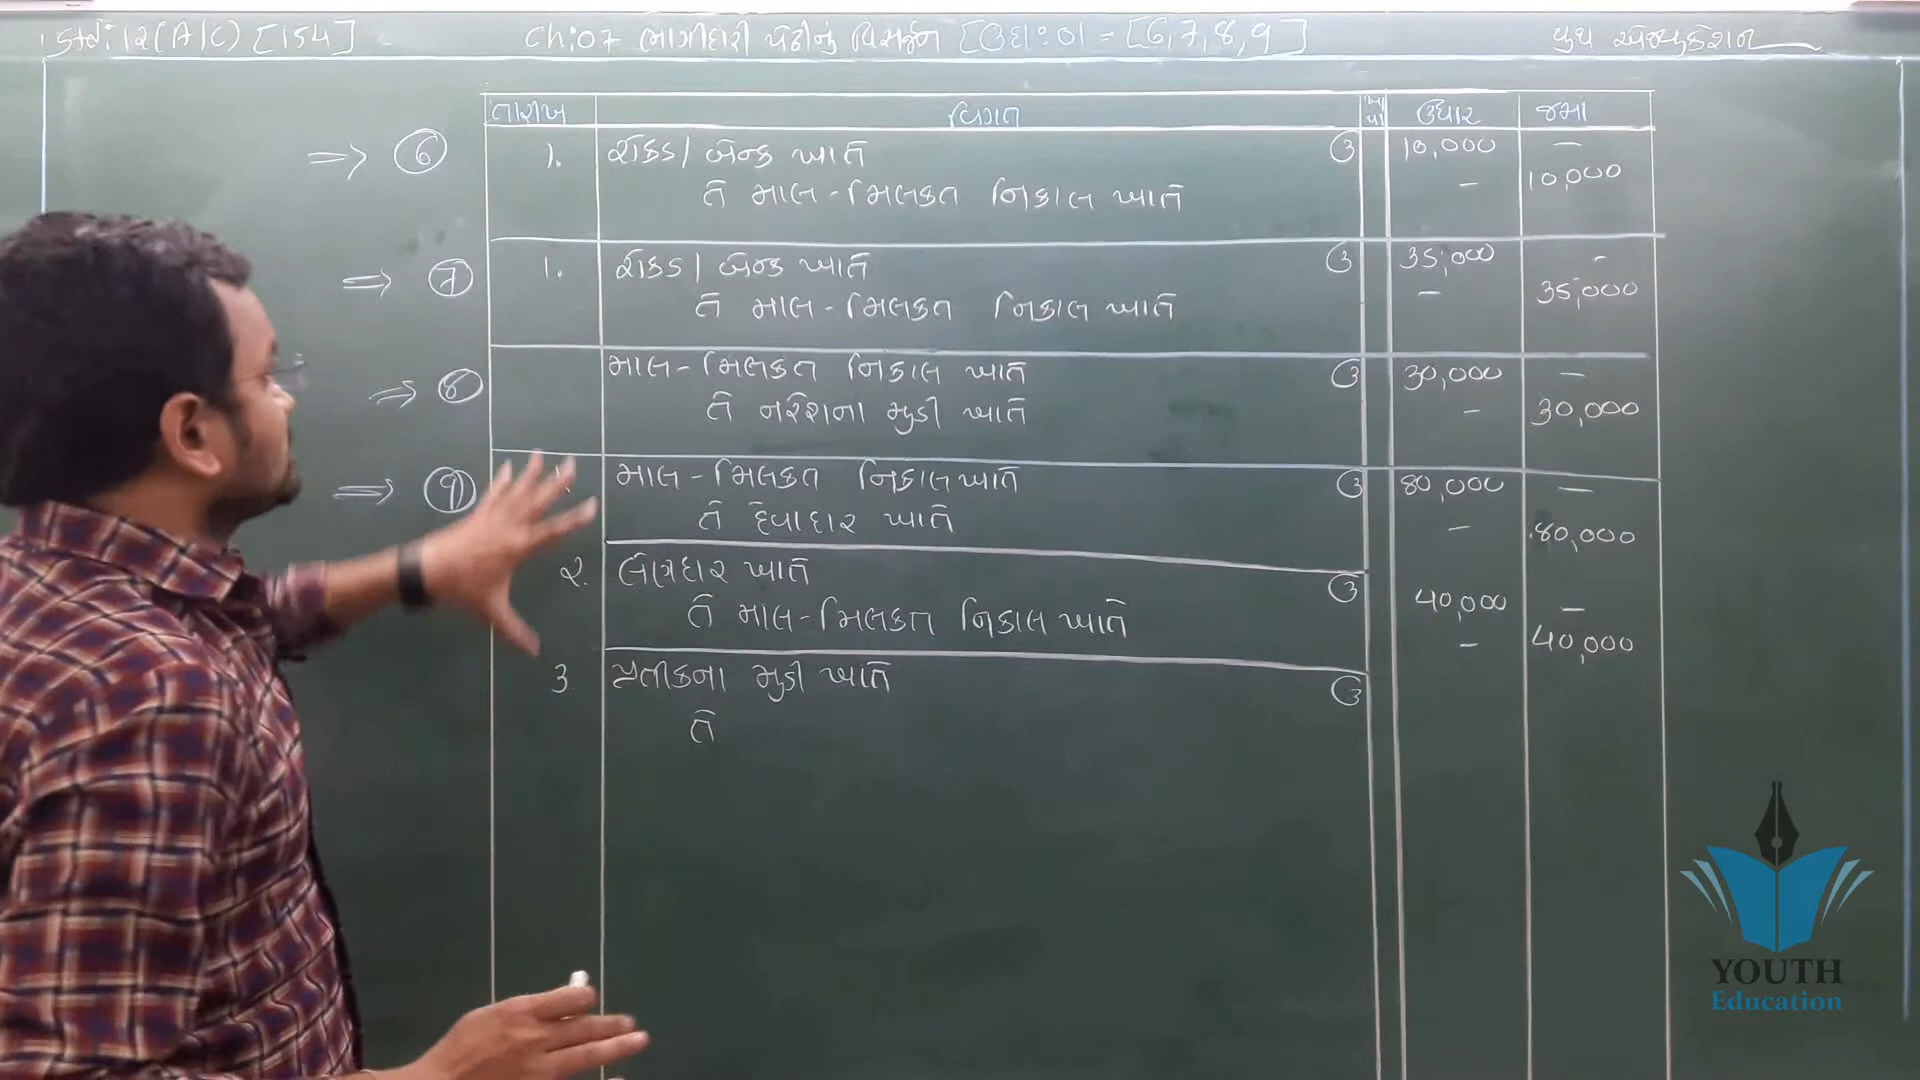 ધોરણ: 12 (A/C) [154]
Ch: 07 ભાગીદારી પેઢીનું વિસર્જન [ઉદા: 01 = [6, 7, 8, 9]
યુથ એજ્યુકેશન
તારીખ વિગત ખા પા ઉધાર જમા
⇒ 6 1. રોકડ / બેન્ક ખાતે ઉ 10,000 –
તે માલ-મિલકત નિકાલ ખાતે – 10,000
⇒ 7 1. રોકડ / બેન્ક ખાતે ઉ 35,000 -
તે માલ-મિલકત નિકાલ ખાતે – 35,000
⇒ 8 માલ-મિલકત નિકાલ ખાતે ઉ 30,000 –
તે નરેશના મૂડી ખાતે – 30,000
⇒ 9 1. માલ-મિલકત નિકાલ ખાતે ઉ 80,000 –
તે દેવાદાર ખાતે – 80,000
૨. લેણદાર ખાતે ઉ 40,000 –
તે માલ-મિલકત નિકાલ ખાતે – 40,000
3 પ્રતીકના મૂડી ખાતે ઉ
તે
YOUTH
Education